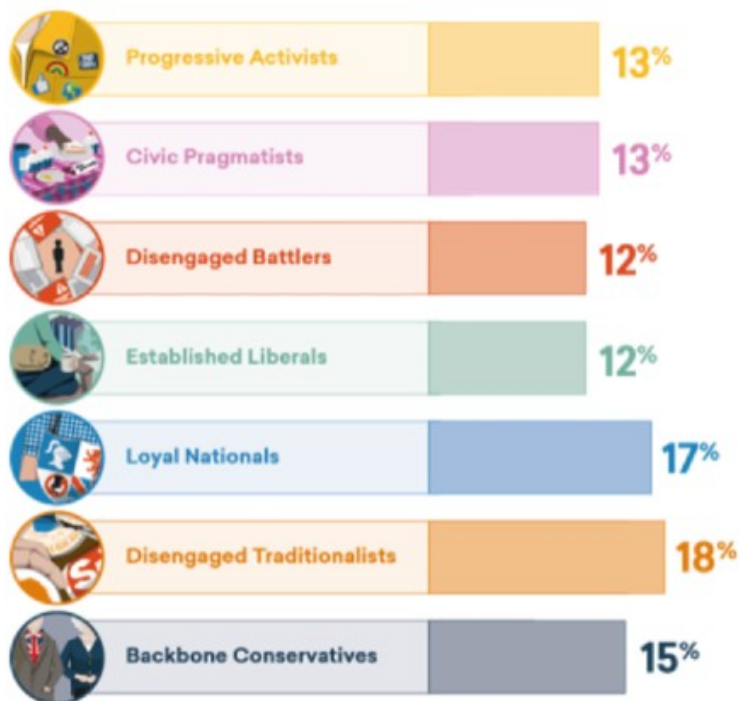 Progressive Activists 13%
Civic Pragmatists 13%
Disengaged Battlers 12%
Established Liberals 12%
Loyal Nationals 17%
Disengaged Traditionalists 18%
Backbone Conservatives 15%